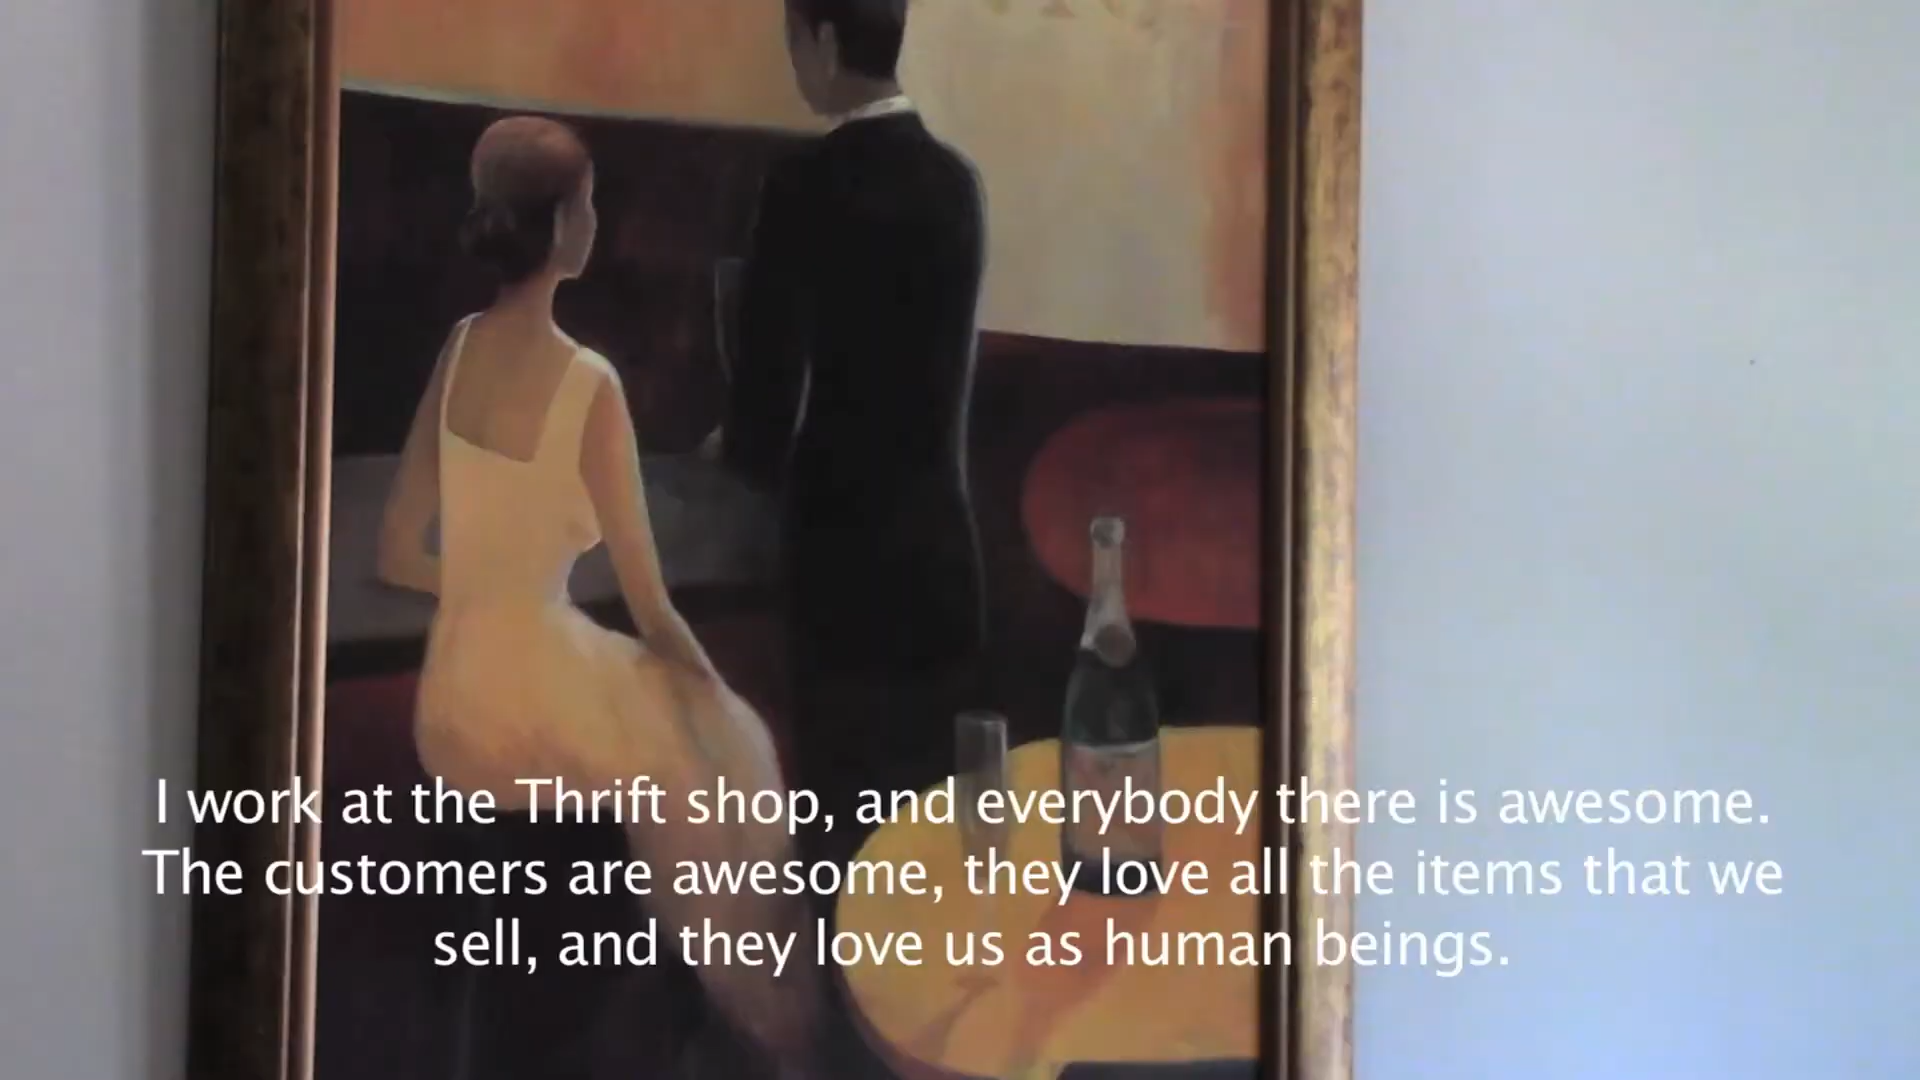 I work at the Thrift shop, and everybody there is awesome.
The customers are awesome, they love all the items that we
sell, and they love us as human beings.